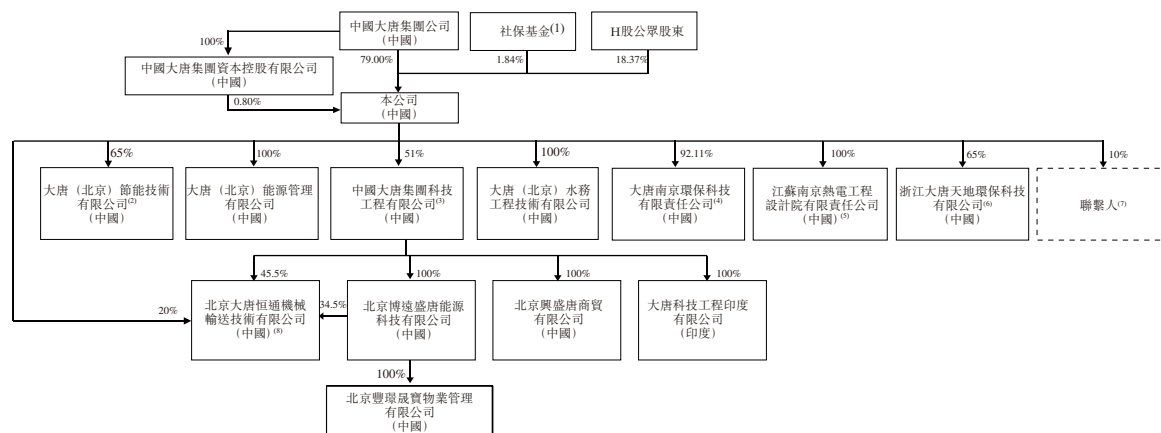 中國大唐集團公司
（中國）
社保基金(1)
H股公眾股東
100%
79.00%
1.84%
18.37%
中國大唐集團資本控股有限公司
（中國）
0.80%
本公司
（中國）
65%
100%
51%
100%
92.11%
100%
65%
10%
大唐（北京）節能技術
有限公司(2)
（中國）
大唐（北京）能源管理
有限公司
（中國）
中國大唐集團科技
工程有限公司(3)
（中國）
大唐（北京）水務
工程技術有限公司
（中國）
大唐南京環保科技
有限責任公司(4)
（中國）
江蘇南京熱電工程
設計院有限責任公司
（中國）(5)
浙江大唐天地環保科技
有限公司(6)
（中國）
聯繫人(7)
45.5%
100%
100%
100%
20%
北京大唐恒通機械
輸送技術有限公司
（中國）(8)
34.5%
北京博遠盛唐能源
科技有限公司
（中國）
北京興盛唐商貿
有限公司
（中國）
大唐科技工程印度
有限公司
（印度）
100%
北京豐璟晟寶物業管理
有限公司
（中國）